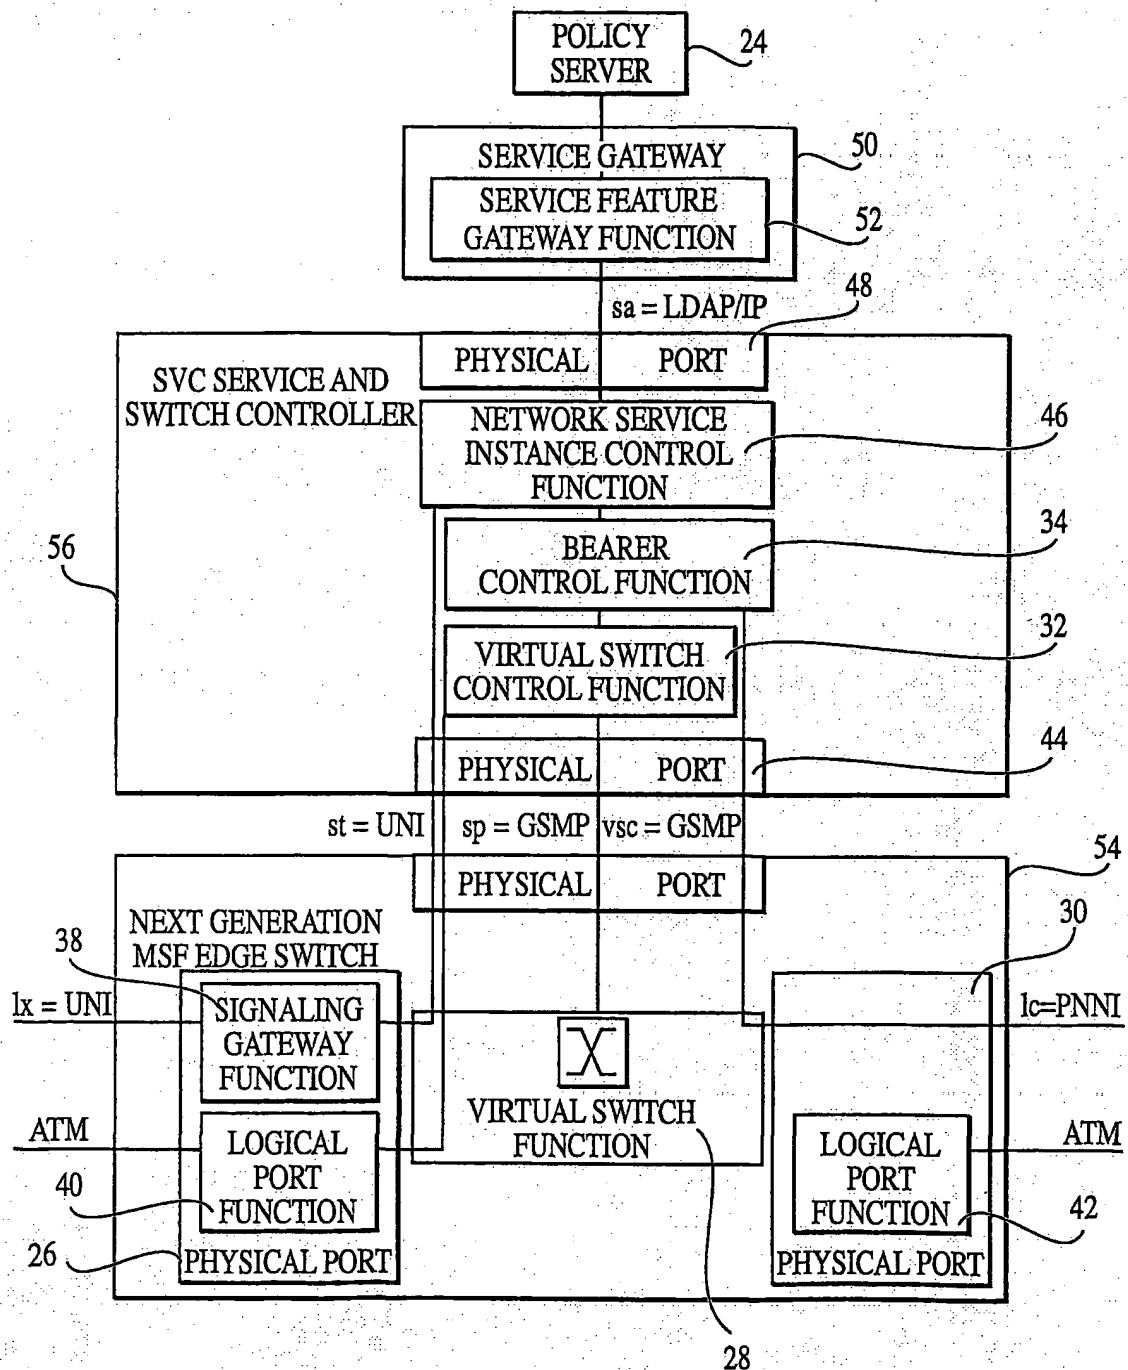 POLICY
SERVER
24
SERVICE GATEWAY
50
SERVICE FEATURE
GATEWAY FUNCTION
52
sa = LDAP/IP
48
PHYSICAL PORT
SVC SERVICE AND
SWITCH CONTROLLER
NETWORK SERVICE
INSTANCE CONTROL
FUNCTION
46
BEARER
CONTROL FUNCTION
34
56
VIRTUAL SWITCH
CONTROL FUNCTION
32
PHYSICAL PORT
44
st = UNI
sp = GSMP
vsc = GSMP
PHYSICAL PORT
54
NEXT GENERATION
MSF EDGE SWITCH
38
30
lx = UNI
SIGNALING
GATEWAY
FUNCTION
lc=PNNI
VIRTUAL SWITCH
FUNCTION
ATM
LOGICAL
PORT
FUNCTION
40
26
PHYSICAL PORT
LOGICAL
PORT
FUNCTION
ATM
42
PHYSICAL PORT
28